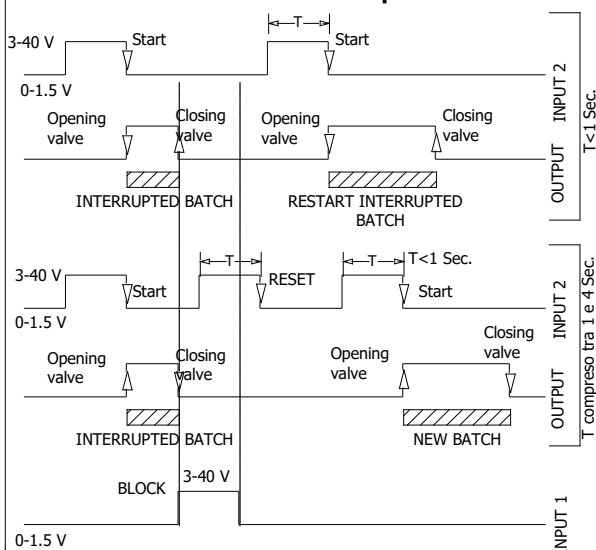 T
3-40 V
Start
Start
0-1.5 V
INPUT 2
Opening
valve
Closing
valve
Opening
valve
Closing
valve
OUTPUT
T<1 Sec.
INTERRUPTED BATCH
RESTART INTERRUPTED
BATCH
3-40 V
Start
T
RESET
T
T<1 Sec.
Start
0-1.5 V
INPUT 2
Opening
valve
Closing
valve
Opening
valve
Closing
valve
OUTPUT
T compreso tra 1 e 4 Sec.
INTERRUPTED BATCH
NEW BATCH
BLOCK
3-40 V
0-1.5 V
INPUT 1